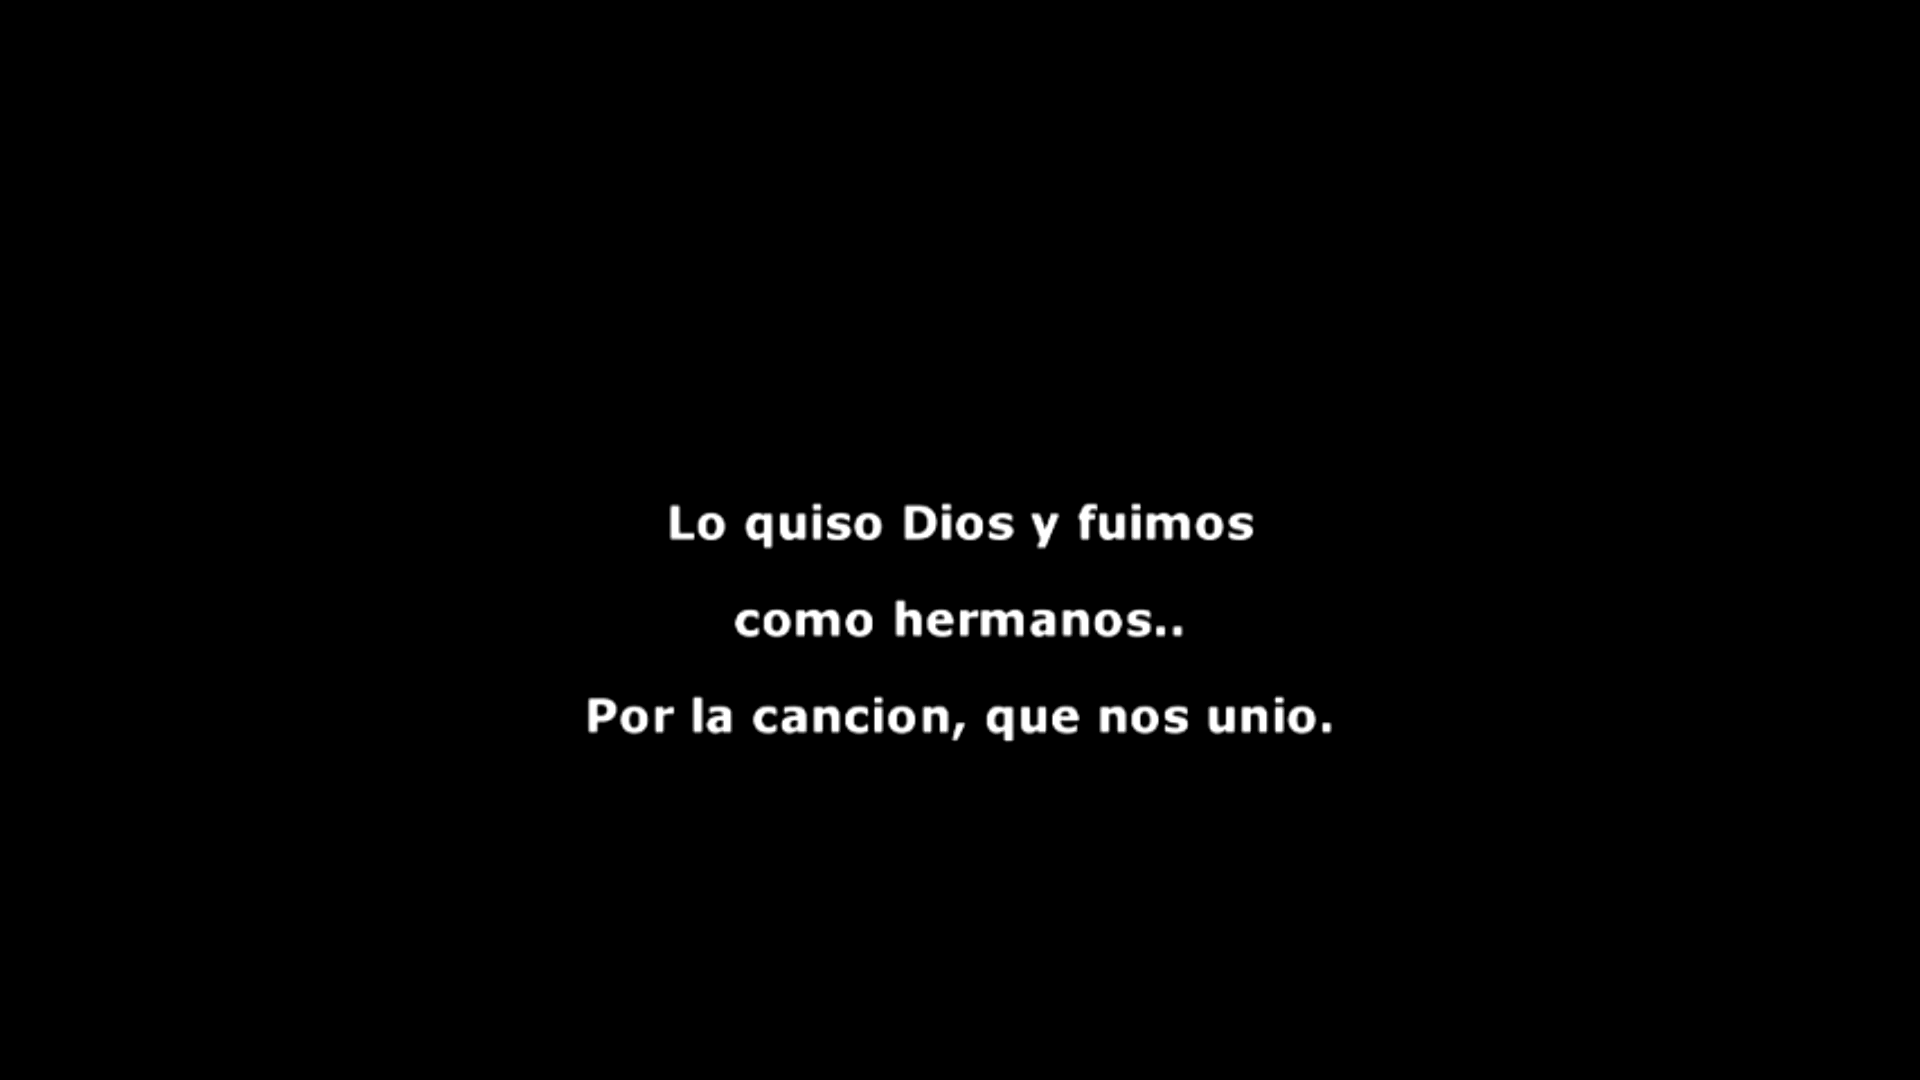 Lo quiso Dios y fuimos
como hermanos..
Por la cancion, que nos unio.